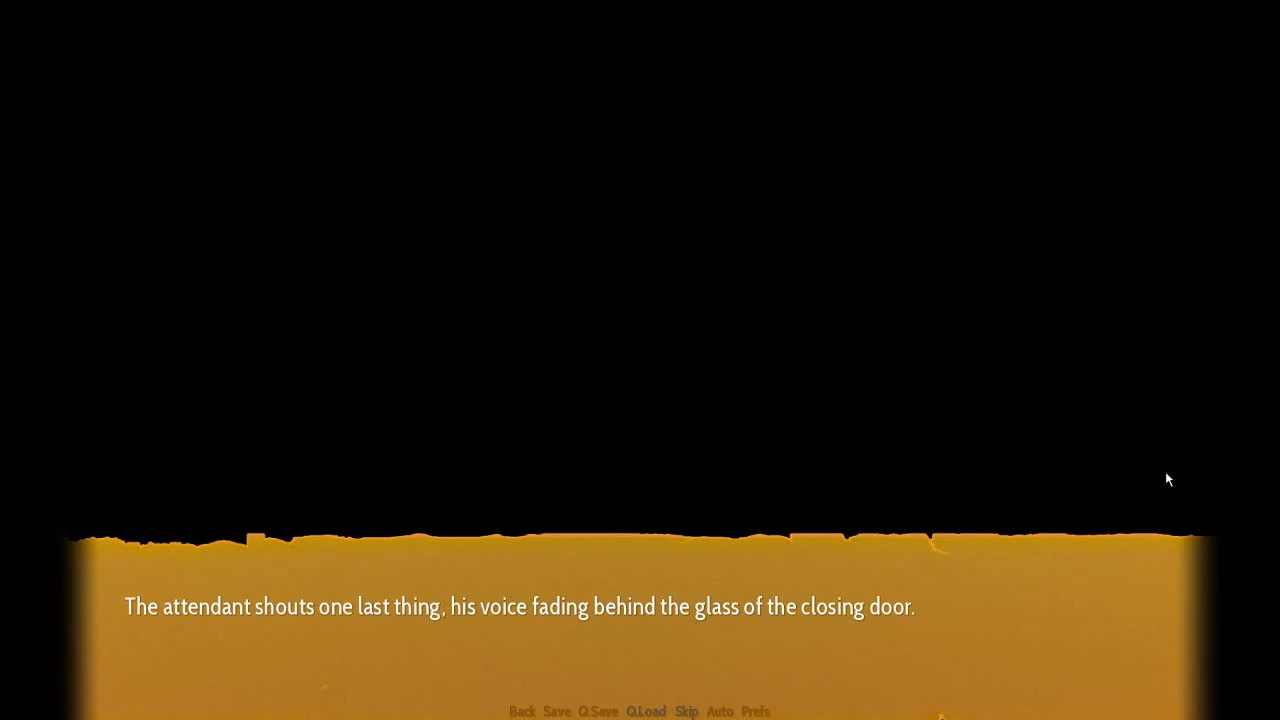 The attendant shouts one last thing, his voice fading behind the glass of the closing door.
Back Save Q.Save Q.Load Skip Auto Prefs